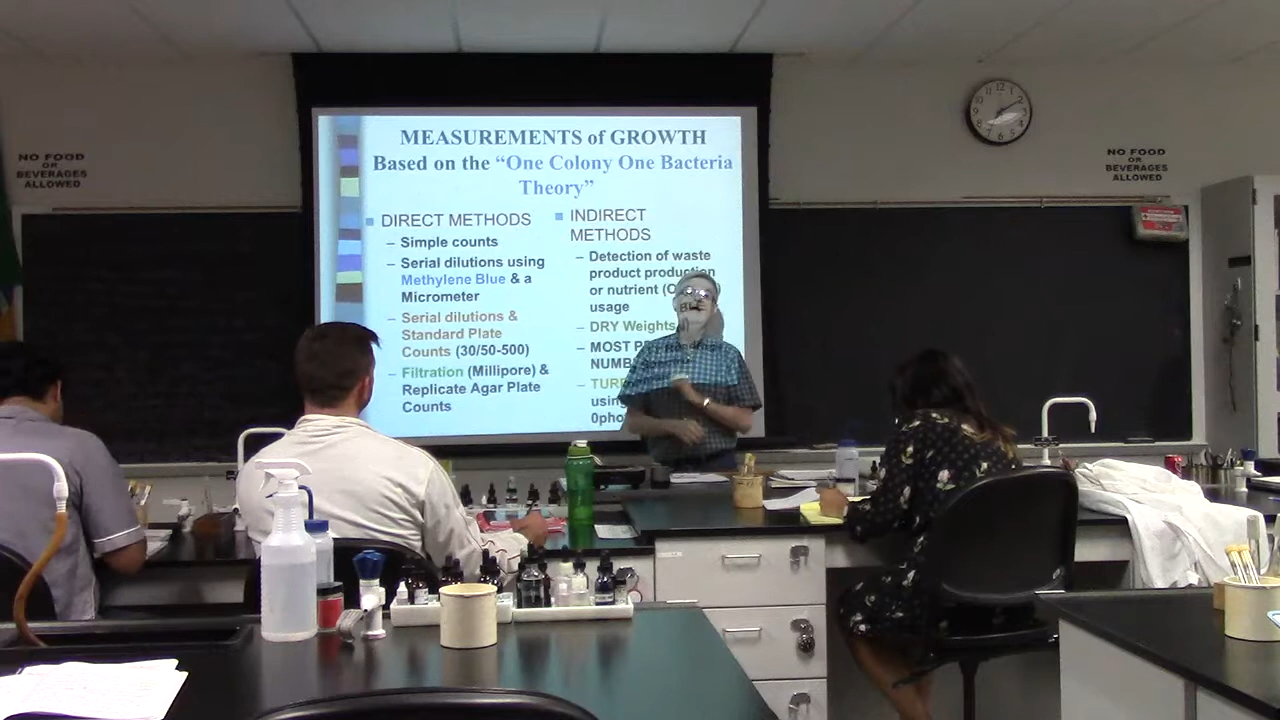 MEASUREMENTS of GROWTH
Based on the “One Colony One Bacteria
Theory”
DIRECT METHODS
– Simple counts
– Serial dilutions using
Methylene Blue & a
Micrometer
– Serial dilutions &
Standard Plate
Counts (30/50-500)
– Filtration (Millipore) &
Replicate Agar Plate
Counts
INDIRECT
METHODS
– Detection of waste
product production
or nutrient
usage
– DRY Weights
– MOST
NUMB
–
using
0pho
NO FOOD
OR
BEVERAGES
ALLOWED
NO FOOD
OR
BEVERAGES
ALLOWED